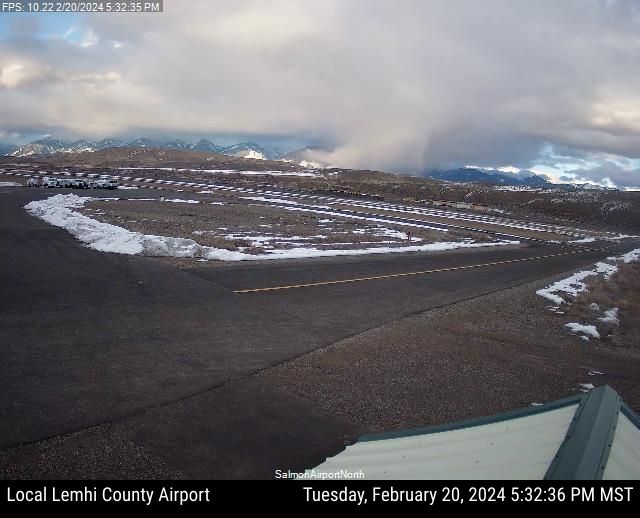 FPS: 10.22 2/20/2024 5:32:35 PM
SalmonAirportNorth
Local Lemhi County Airport Tuesday, February 20, 2024 5:32:36 PM MST